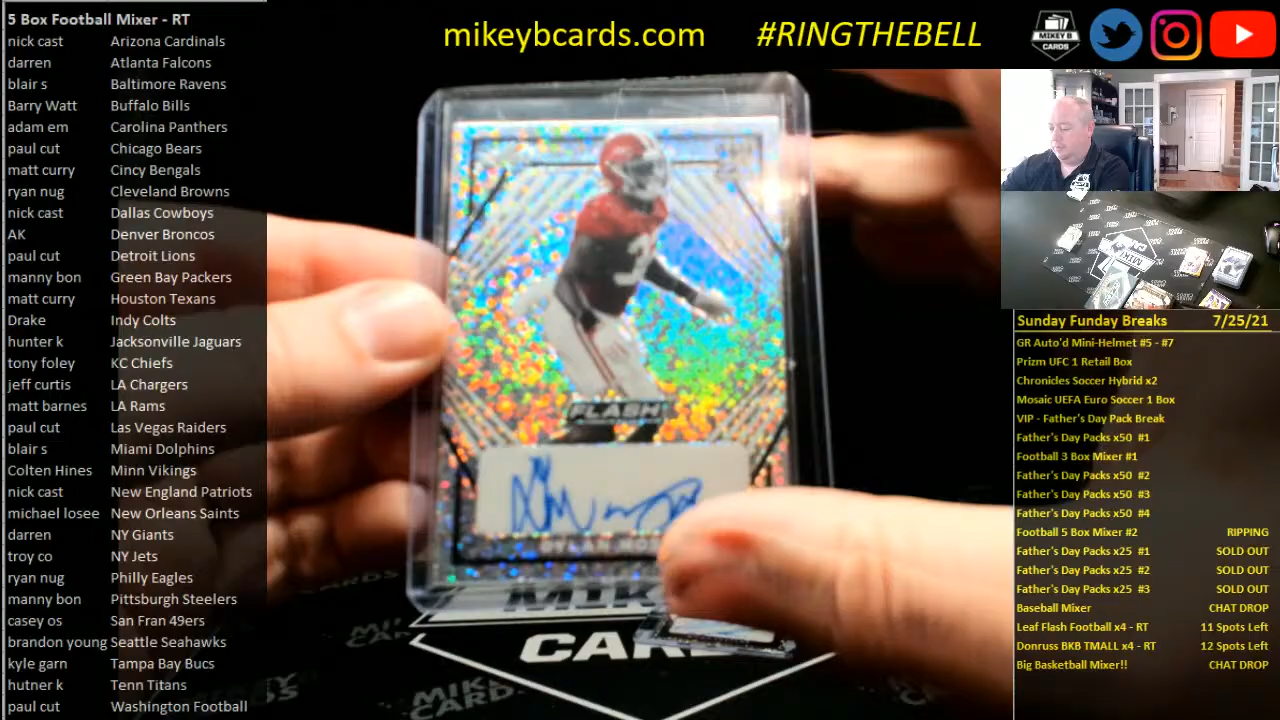 5 Box Football Mixer - RT
nick cast Arizona Cardinals
darren Atlanta Falcons
blair s Baltimore Ravens
Barry Watt Buffalo Bills
adam em Carolina Panthers
paul cut Chicago Bears
matt curry Cincy Bengals
ryan nug Cleveland Browns
nick cast Dallas Cowboys
AK Denver Broncos
paul cut Detroit Lions
manny bon Green Bay Packers
matt curry Houston Texans
Drake Indy Colts
hunter k Jacksonville Jaguars
tony foley KC Chiefs
jeff curtis LA Chargers
matt barnes LA Rams
paul cut Las Vegas Raiders
blair s Miami Dolphins
Colten Hines Minn Vikings
nick cast New England Patriots
michael losee New Orleans Saints
darren NY Giants
troy co NY Jets
ryan nug Philly Eagles
manny bon Pittsburgh Steelers
casey os San Fran 49ers
brandon young Seattle Seahawks
kyle garn Tampa Bay Bucs
hutner k Tenn Titans
paul cut Washington Football
mikeybcards.com #RINGTHEBELL
MIKEY B
CARDS
3
FLASH
Sunday Funday Breaks 7/25/21
GR Auto'd Mini-Helmet #5 - #7
Prizm UFC 1 Retail Box
Chronicles Soccer Hybrid x2
Mosaic UEFA Euro Soccer 1 Box
VIP - Father's Day Pack Break
Father's Day Packs x50 #1
Football 3 Box Mixer #1
Father's Day Packs x50 #2
Father's Day Packs x50 #3
Father's Day Packs x50 #4
Football 5 Box Mixer #2 RIPPING
Father's Day Packs x25 #1 SOLD OUT
Father's Day Packs x25 #2 SOLD OUT
Father's Day Packs x25 #3 SOLD OUT
Baseball Mixer CHAT DROP
Leaf Flash Football x4 - RT 11 Spots Left
Donruss BKB TMALL x4 - RT 12 Spots Left
Big Basketball Mixer!! CHAT DROP